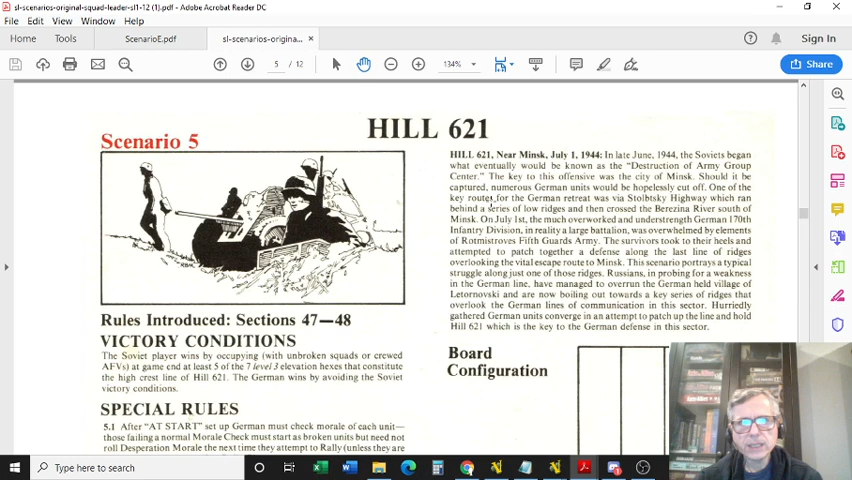 sl-scenarios-original-squad-leader-sl1-12 (1).pdf - Adobe Acrobat Reader DC
File Edit View Window Help
Home Tools ScenarioE.pdf sl-scenarios-origina... × Sign In
5 / 12 134% Share
HILL 621
Scenario 5
HILL 621, Near Minsk, July 1, 1944: In late June, 1944, the Soviets began
what eventually would be known as the "Destruction of Army Group
Center." The key to this offensive was the city of Minsk. Should it be
captured, numerous German units would be hopelessly cut off. One of the
key routes for the German retreat was via Stolbtsky Highway which ran
behind a series of low ridges and then crossed the Berezina River south of
Minsk. On July 1st, the much overworked and understrength German 170th
Infantry Division, in reality a large battalion, was overwhelmed by elements
of Rotmistroves Fifth Guards Army. The survivors took to their heels and
attempted to patch together a defense along the last line of ridges
overlooking the vital escape route to Minsk. This scenario portrays a typical
struggle along just one of those ridges. Russians, in probing for a weakness
in the German line, have managed to overrun the German held village of
Letornovski and are now boiling out towards a key series of ridges that
overlook the German lines of communication in this sector. Hurriedly
gathered German units converge in an attempt to patch up the line and hold
Hill 621 which is the key to the German defense in this sector.
Rules Introduced: Sections 47—48
VICTORY CONDITIONS
The Soviet player wins by occupying (with unbroken squads or crewed
AFVs) at game end at least 5 of the 7 level 3 elevation hexes that constitute
the high crest line of Hill 621. The German wins by avoiding the Soviet
victory conditions.
SPECIAL RULES
5.1 After "AT START" set up German must check morale of each unit—
those failing a normal Morale Check must start as broken units but need not
roll Desperation Morale the next time they attempt to Rally (unless they are
Board
Configuration
Type here to search